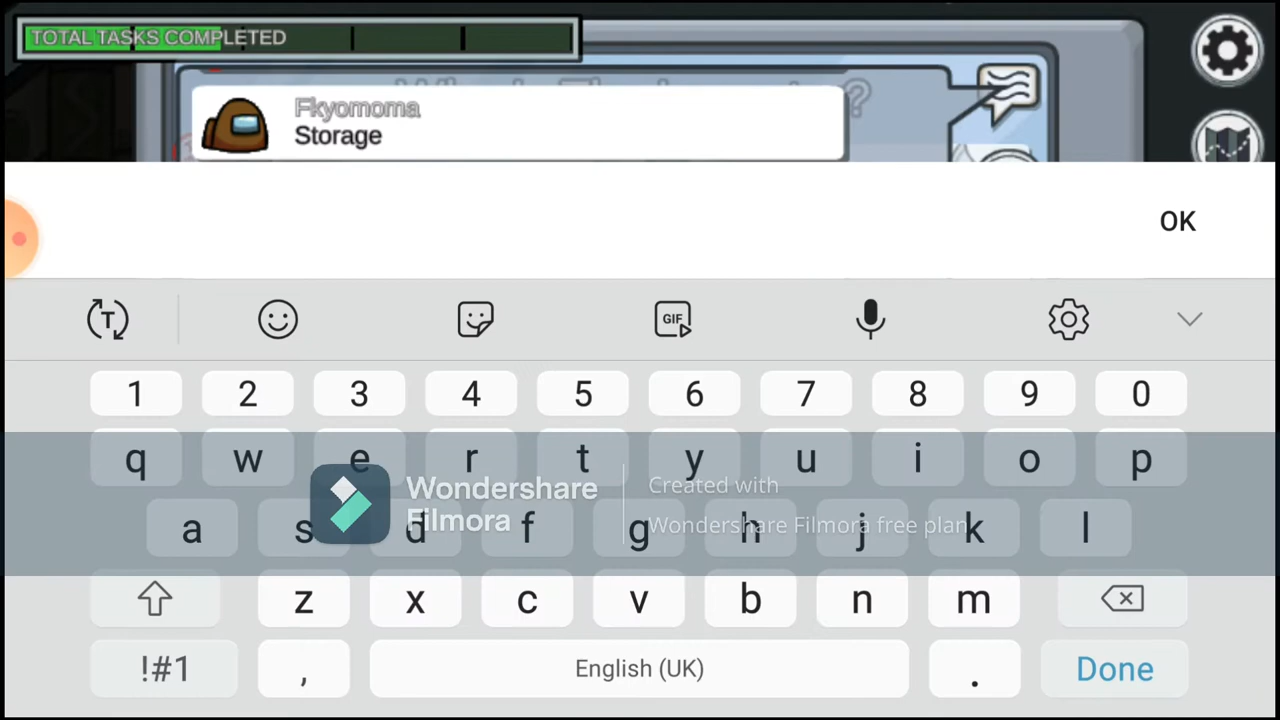 TOTAL TASKS COMPLETED
?
Fkyomoma
Storage
OK
T
GIF
1 2 3 4 5 6 7 8 9 0
q w e r t y u i o p
Wondershare
Filmora
Created with
Wondershare Filmora free plan
a s d f g h j k l
z x c v b n m
!#1 , English (UK) . Done